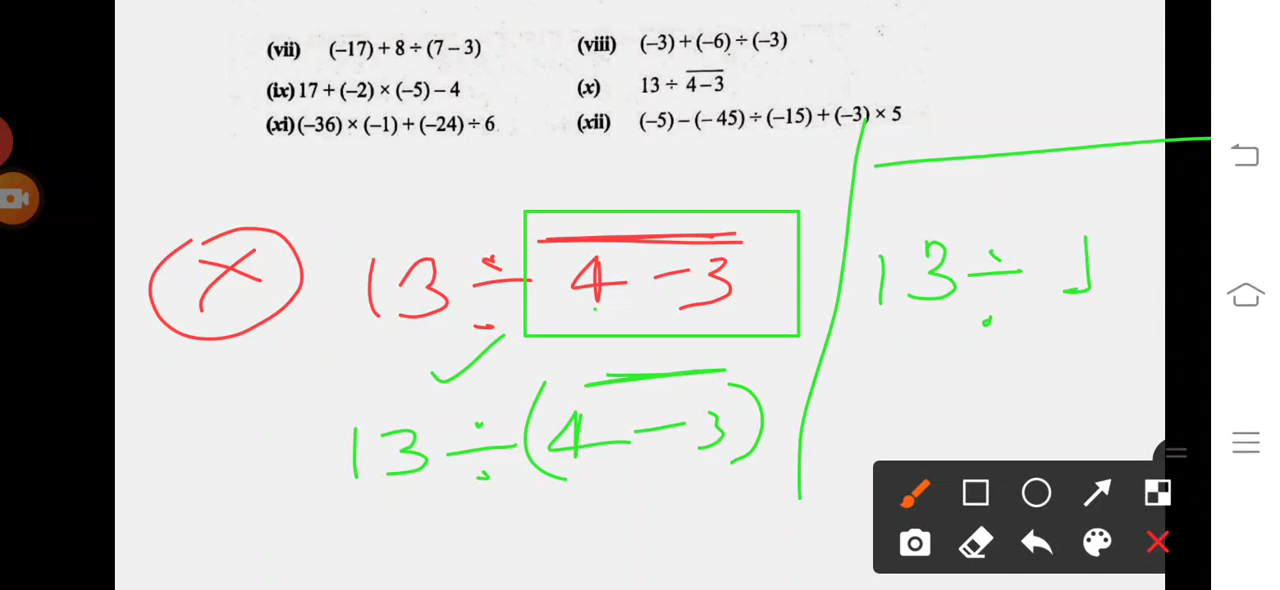 (vii) (–17) + 8 ÷ (7 – 3) (viii) (–3) + (–6) ÷ (–3)
(ix) 17 + (–2) × (–5) – 4 (x) 13 ÷ 4̅ ̅–̅ ̅3̅
(xi) (–36) × (–1) + (–24) ÷ 6 (xii) (–5) – (– 45) ÷ (–15) + (–3) × 5
X 13 ÷ 4̅ ̅–̅ ̅3̅
13 ÷ (4̅ ̅–̅ ̅3̅)
13 ÷ 1